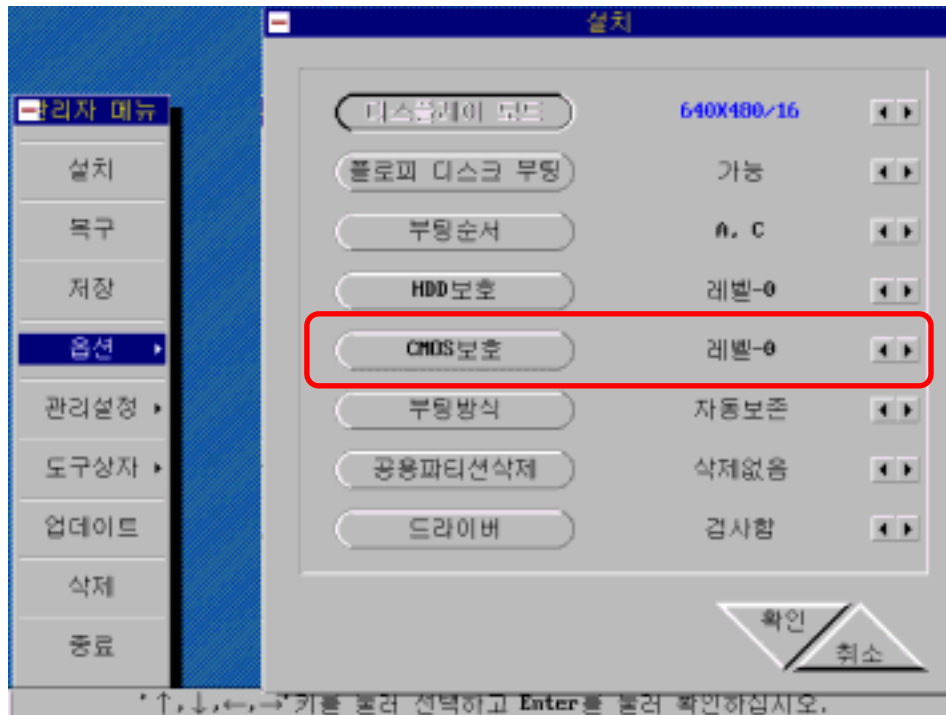 설치
관리자 메뉴
설치
복구
저장
옵션
관리설정
도구상자
업데이트
삭제
종료
디스플레이 모드 640X480/16
플로피 디스크 부팅 가능
부팅순서 A, C
HDD보호 레벨-0
CMOS보호 레벨-0
부팅방식 자동보존
공용파티션삭제 삭제없음
드라이버 검사함
확인
취소
'↑,↓,←,→'키를 눌러 선택하고 Enter를 눌러 확인하십시오.